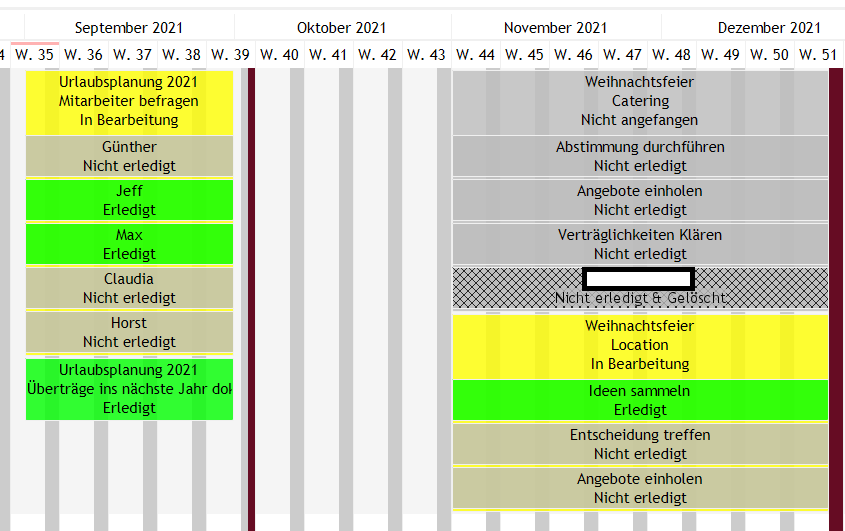 September 2021 Oktober 2021 November 2021 Dezember 2021
4 W. 35 W. 36 W. 37 W. 38 W. 39 W. 40 W. 41 W. 42 W. 43 W. 44 W. 45 W. 46 W. 47 W. 48 W. 49 W. 50 W. 51
Urlaubsplanung 2021
Mitarbeiter befragen
In Bearbeitung
Günther
Nicht erledigt
Jeff
Erledigt
Max
Erledigt
Claudia
Nicht erledigt
Horst
Nicht erledigt
Urlaubsplanung 2021
Überträge ins nächste Jahr dok
Erledigt
Weihnachtsfeier
Catering
Nicht angefangen
Abstimmung durchführen
Nicht erledigt
Angebote einholen
Nicht erledigt
Verträglichkeiten Klären
Nicht erledigt
Nicht erledigt & Gelöscht
Weihnachtsfeier
Location
In Bearbeitung
Ideen sammeln
Erledigt
Entscheidung treffen
Nicht erledigt
Angebote einholen
Nicht erledigt